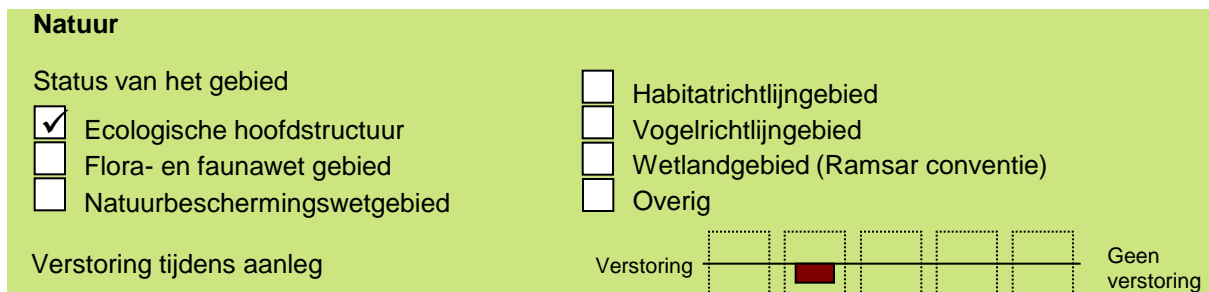 Natuur
Status van het gebied
✓ Ecologische hoofdstructuur
Flora- en faunawet gebied
Natuurbeschermingswetgebied
Habitatrichtlijngebied
Vogelrichtlijngebied
Wetlandgebied (Ramsar conventie)
Overig
Verstoring tijdens aanleg
Verstoring
Geen
verstoring